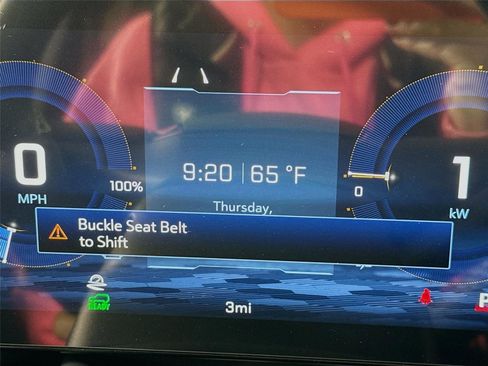 9:20 | 65 °F
0
MPH
100%
0
1
kW
Thursday,
Buckle Seat Belt
to Shift
READY
3mi
P